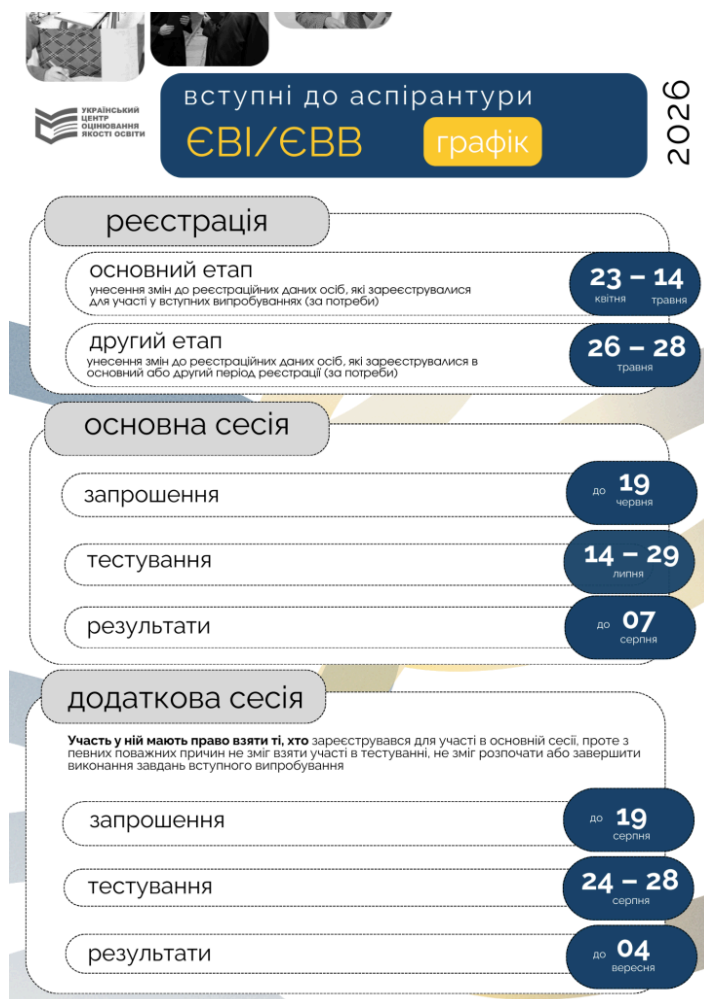 УКРАЇНСЬКИЙ
ЦЕНТР
ОЦІНЮВАННЯ
ЯКОСТІ ОСВІТИ
вступні до аспірантури
ЄВІ/ЄВВ
графік
2026
реєстрація
основний етап
унесення змін до реєстраційних даних осіб, які зареєструвалися
для участі у вступних випробуваннях (за потреби)
23 – 14
квітня травня
другий етап
унесення змін до реєстраційних даних осіб, які зареєструвалися в
основний або другий період реєстрації (за потреби)
26 – 28
травня
основна сесія
запрошення
до 19
червня
тестування
14 – 29
липня
результати
до 07
серпня
додаткова сесія
Участь у ній мають право взяти ті, хто зареєструвався для участі в основній сесії, проте з
певних поважних причин не зміг взяти участі в тестуванні, не зміг розпочати або завершити
виконання завдань вступного випробування
запрошення
до 19
серпня
тестування
24 – 28
серпня
результати
до 04
вересня